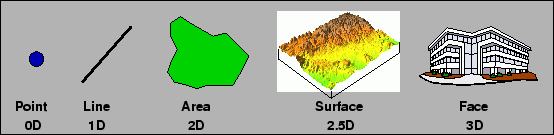 Point Line Area Surface Face
0D 1D 2D 2.5D 3D